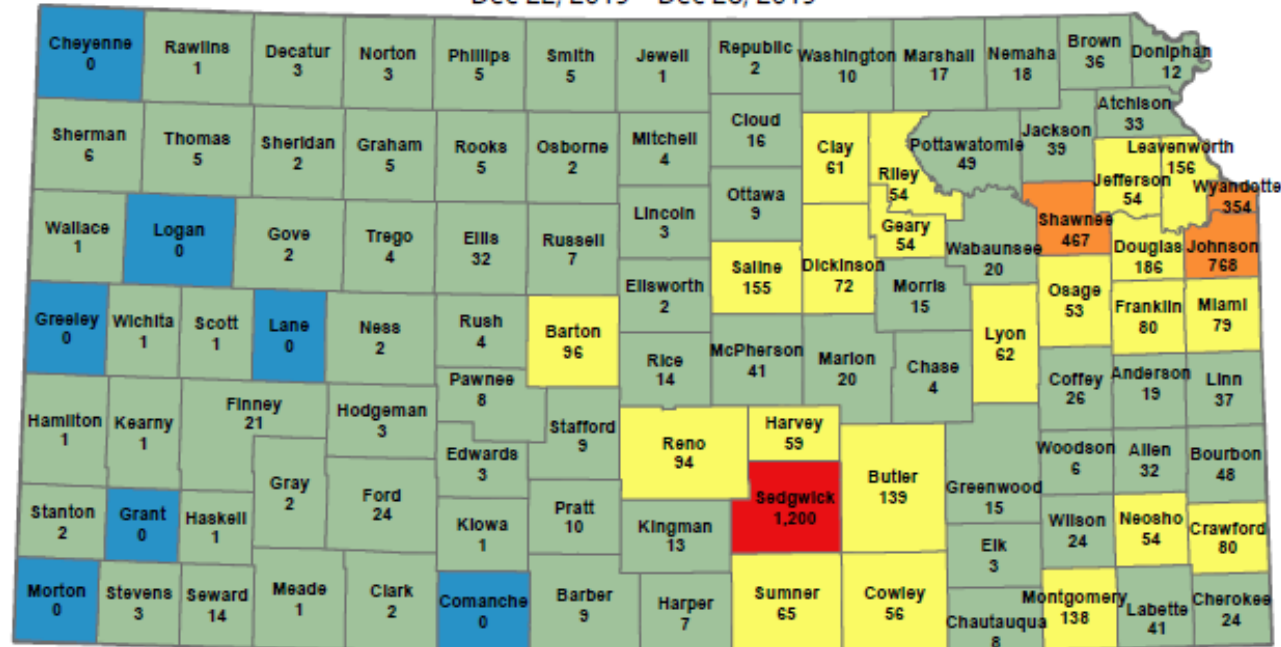 Dec 22, 2019 – Dec 28, 2019
Cheyenne
0
Rawlins
1
Decatur
3
Norton
3
Phillips
5
Smith
5
Jewell
1
Republic
2
Washington
10
Marshall
17
Nemaha
18
Brown
36
Doniphan
12
Sherman
6
Thomas
5
Sheridan
2
Graham
5
Rooks
5
Osborne
2
Mitchell
4
Cloud
16
Clay
61
Riley
54
Pottawatomie
49
Jackson
39
Atchison
33
Leavenworth
156
Jefferson
54
Wyandotte
354
Wallace
1
Logan
0
Gove
2
Trego
4
Ellis
32
Russell
7
Lincoln
3
Ottawa
9
Saline
155
Dickinson
72
Geary
54
Wabaunsee
20
Shawnee
467
Douglas
186
Johnson
768
Greeley
0
Wichita
1
Scott
1
Lane
0
Ness
2
Rush
4
Barton
96
Ellsworth
2
Rice
14
McPherson
41
Marion
20
Morris
15
Chase
4
Lyon
62
Osage
53
Franklin
80
Miami
79
Hamilton
1
Kearny
1
Finney
21
Hodgeman
3
Pawnee
8
Stafford
9
Edwards
3
Reno
94
Harvey
59
Butler
139
Coffey
26
Anderson
19
Linn
37
Stanton
2
Grant
0
Haskell
1
Gray
2
Ford
24
Kiowa
1
Pratt
10
Kingman
13
Sedgwick
1,200
Greenwood
15
Woodson
6
Allen
32
Bourbon
48
Elk
3
Wilson
24
Neosho
54
Crawford
80
Morton
0
Stevens
3
Seward
14
Meade
1
Clark
2
Comanche
0
Barber
9
Harper
7
Sumner
65
Cowley
56
Chautauqua
8
Montgomery
138
Labette
41
Cherokee
24